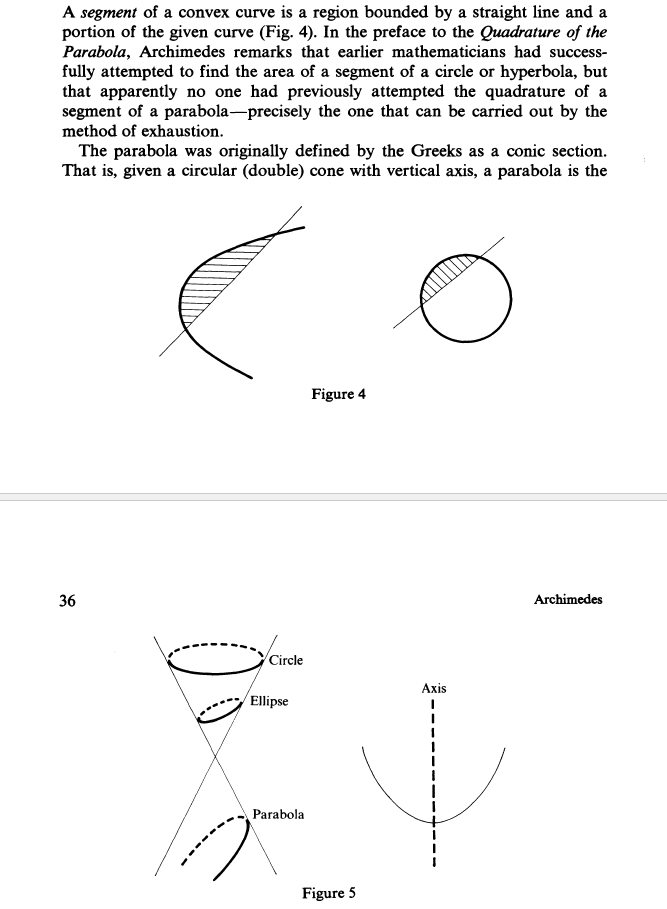 A segment of a convex curve is a region bounded by a straight line and a
portion of the given curve (Fig. 4). In the preface to the Quadrature of the
Parabola, Archimedes remarks that earlier mathematicians had success-
fully attempted to find the area of a segment of a circle or hyperbola, but
that apparently no one had previously attempted the quadrature of a
segment of a parabola—precisely the one that can be carried out by the
method of exhaustion.
The parabola was originally defined by the Greeks as a conic section.
That is, given a circular (double) cone with vertical axis, a parabola is the
Figure 4
36
Archimedes
Circle
Ellipse
Parabola
Axis
Figure 5